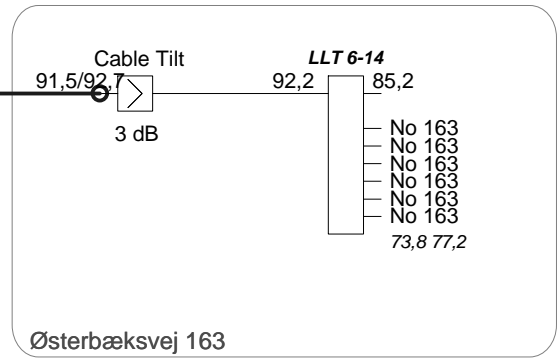 Cable Tilt
LLT 6-14
91,5/92,7
92,2
85,2
3 dB
No 163
No 163
No 163
No 163
No 163
No 163
73,8 77,2
Østerbæksvej 163